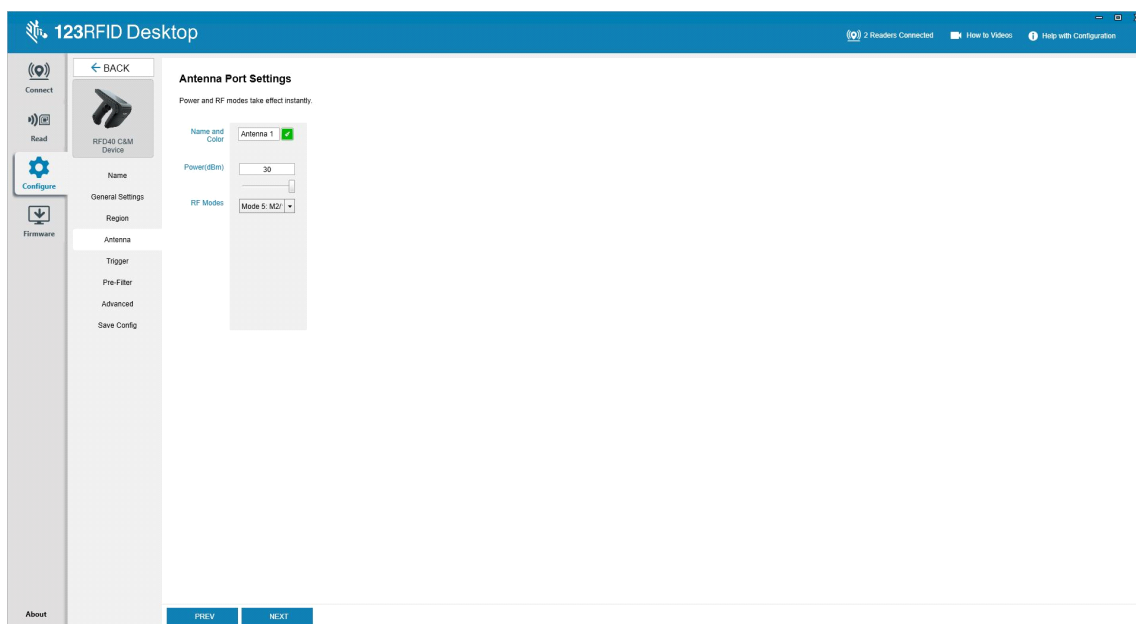 123RFID Desktop
2 Readers Connected
How to Videos
Help with Configuration
Connect
Read
Configure
Firmware
About
BACK
RFD40 C&M
Device
Name
General Settings
Region
Antenna
Trigger
Pre-Filter
Advanced
Save Config
Antenna Port Settings
Power and RF modes take effect instantly.
Name and
Color
Antenna 1
Power(dBm)
30
RF Modes
Mode 5: M2/
PREV
NEXT